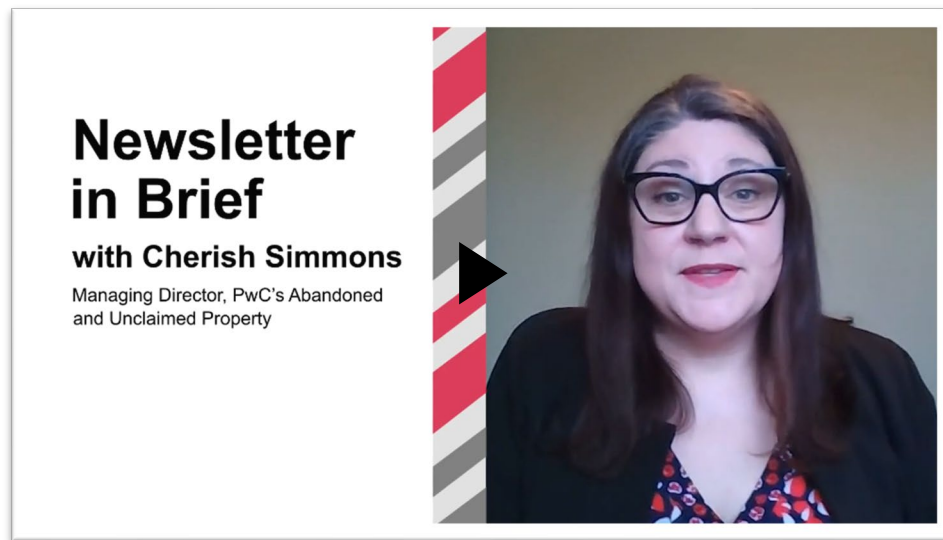 Newsletter
in Brief
with Cherish Simmons
Managing Director, PwC's Abandoned
and Unclaimed Property